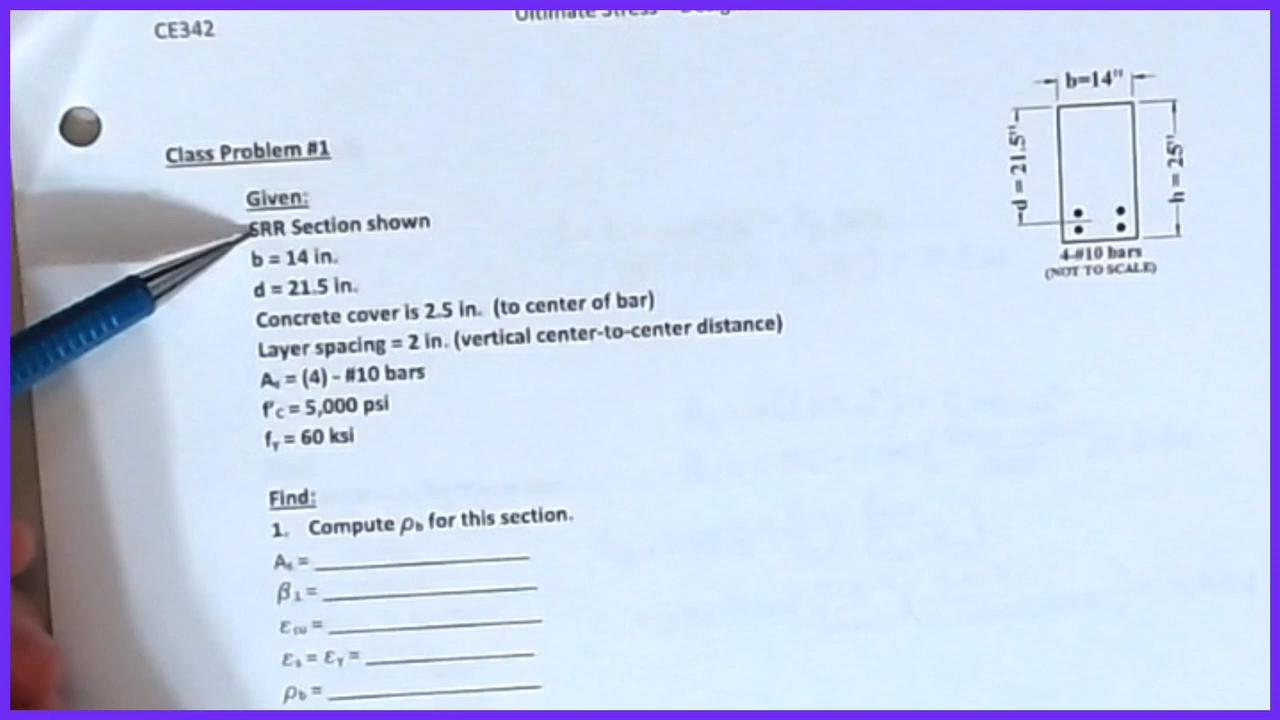 CE342
Ultimate Stress
b=14"
d = 21.5"
h = 25"
4-#10 bars
(NOT TO SCALE)
Class Problem #1
Given:
SRR Section shown
b = 14 in.
d = 21.5 in.
Concrete cover is 2.5 in. (to center of bar)
Layer spacing = 2 in. (vertical center-to-center distance)
Aₛ = (4) - #10 bars
f'c = 5,000 psi
fᵧ = 60 ksi
Find:
1. Compute ρb for this section.
Aₛ =
β₁ =
εcu =
εₛ = εY =
ρb =